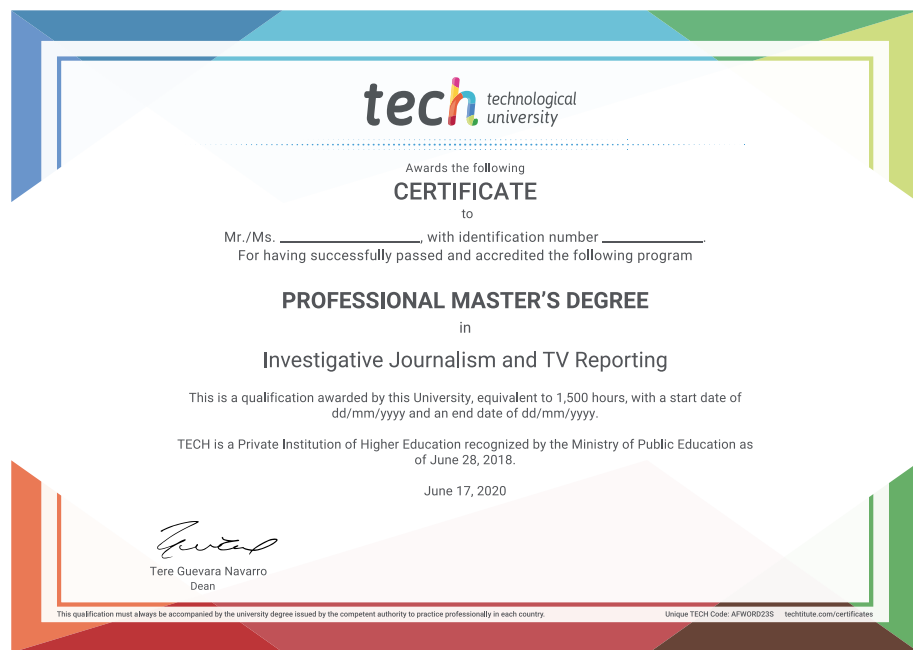 tech technological
university
Awards the following
CERTIFICATE
to
Mr./Ms. ____________________, with identification number ______________.
For having successfully passed and accredited the following program
PROFESSIONAL MASTER’S DEGREE
in
Investigative Journalism and TV Reporting
This is a qualification awarded by this University, equivalent to 1,500 hours, with a start date of
dd/mm/yyyy and an end date of dd/mm/yyyy.
TECH is a Private Institution of Higher Education recognized by the Ministry of Public Education as
of June 28, 2018.
June 17, 2020
Tere Guevara Navarro
Dean
This qualification must always be accompanied by the university degree issued by the competent authority to practice professionally in each country. Unique TECH Code: AFWORD23S techtitute.com/certificates